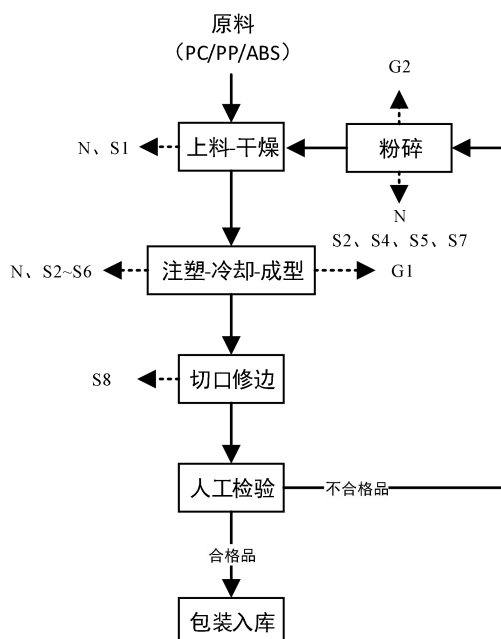 原料
（PC/PP/ABS）
G2
N、S1
上料-干燥
粉碎
N
S2、S4、S5、S7
N、S2~S6
注塑-冷却-成型
G1
S8
切口修边
人工检验
不合格品
合格品
包装入库